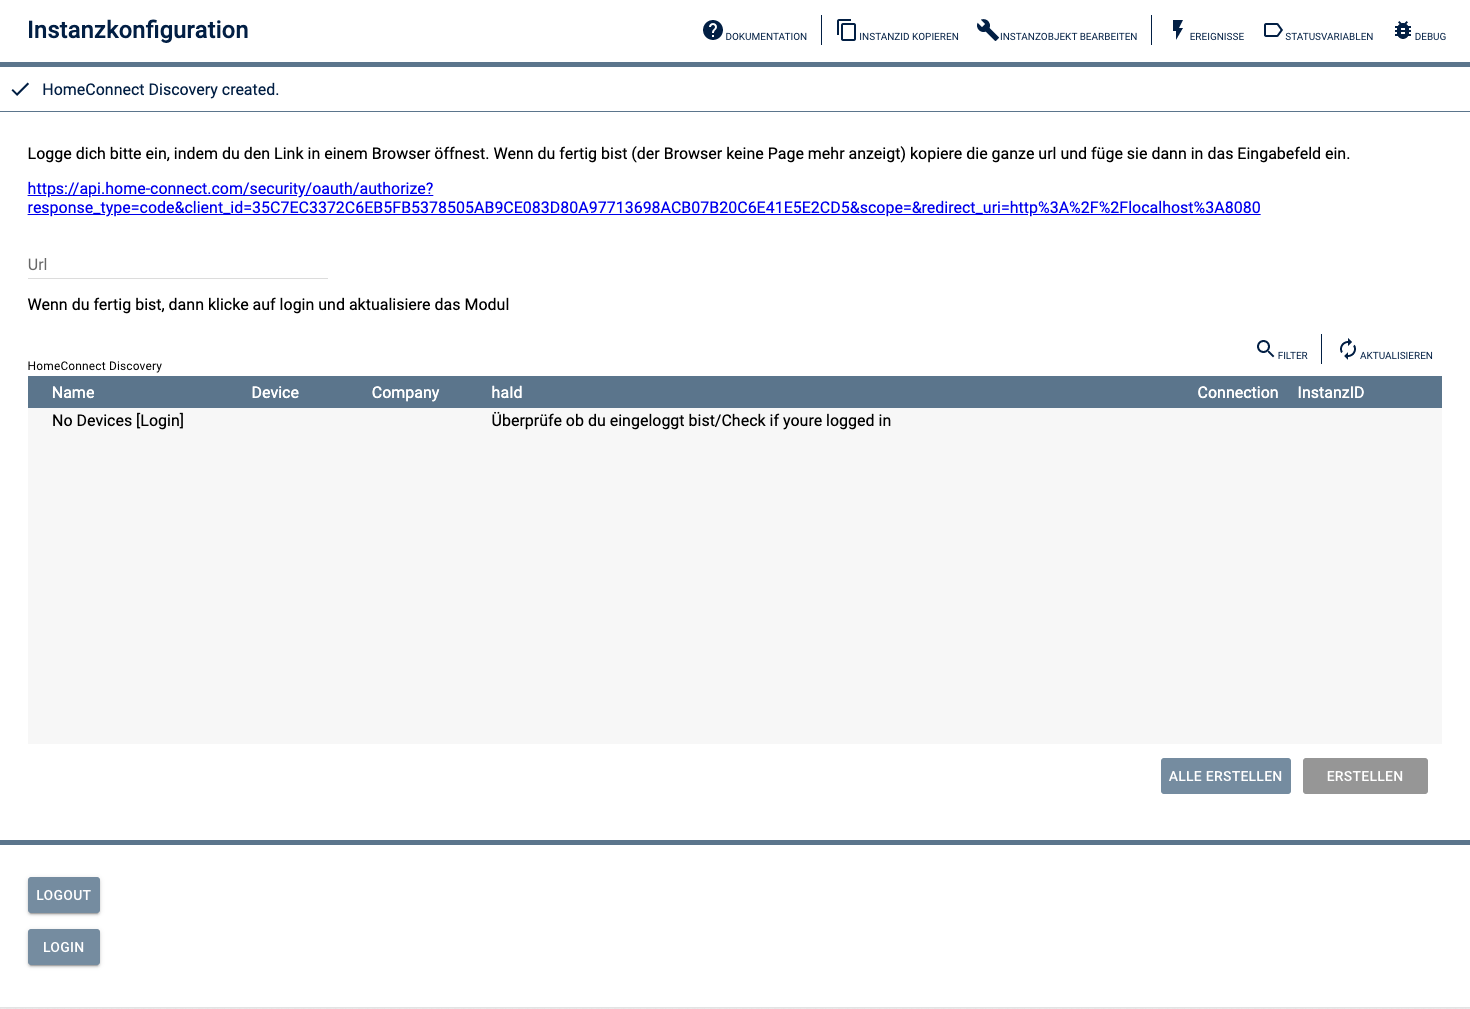 Instanzkonfiguration
DOKUMENTATION
INSTANZID KOPIEREN
INSTANZOBJEKT BEARBEITEN
EREIGNISSE
STATUSVARIABLEN
DEBUG
HomeConnect Discovery created.
Logge dich bitte ein, indem du den Link in einem Browser öffnest. Wenn du fertig bist (der Browser keine Page mehr anzeigt) kopiere die ganze url und füge sie dann in das Eingabefeld ein.
https://api.home-connect.com/security/oauth/authorize?
response_type=code&client_id=35C7EC3372C6EB5FB5378505AB9CE083D80A97713698ACB07B20C6E41E5E2CD5&scope=&redirect_uri=http%3A%2F%2Flocalhost%3A8080
Url
Wenn du fertig bist, dann klicke auf login und aktualisiere das Modul
FILTER
AKTUALISIEREN
HomeConnect Discovery
Name Device Company haId Connection InstanzID
No Devices [Login] Überprüfe ob du eingeloggt bist/Check if youre logged in
ALLE ERSTELLEN
ERSTELLEN
LOGOUT
LOGIN